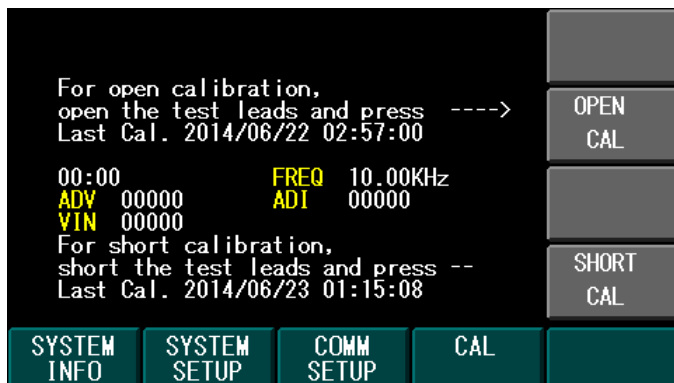 For open calibration,
open the test leads and press ---->
Last Cal. 2014/06/22 02:57:00
OPEN
CAL
00:00 FREQ 10.00KHz
ADV 00000 ADI 00000
VIN 00000
For short calibration,
short the test leads and press --
Last Cal. 2014/06/23 01:15:08
SHORT
CAL
SYSTEM
INFO
SYSTEM
SETUP
COMM
SETUP
CAL